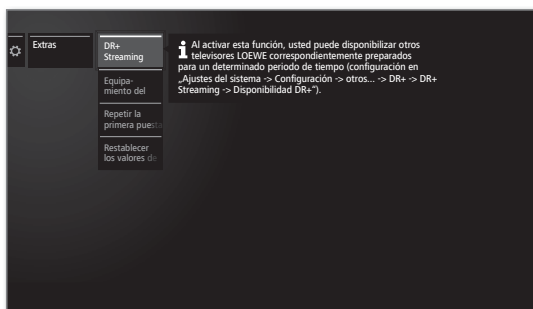 Extras
DR+
Streaming
Equipa-
miento del
Repetir la
primera puesta
Restablecer
los valores de
i Al activar esta función, usted puede disponibilizar otros
televisores LOEWE correspondientemente preparados
para un determinado periodo de tiempo (configuración en
„Ajustes del sistema -> Configuración -> otros... -> DR+ -> DR+
Streaming -> Disponibilidad DR+“).